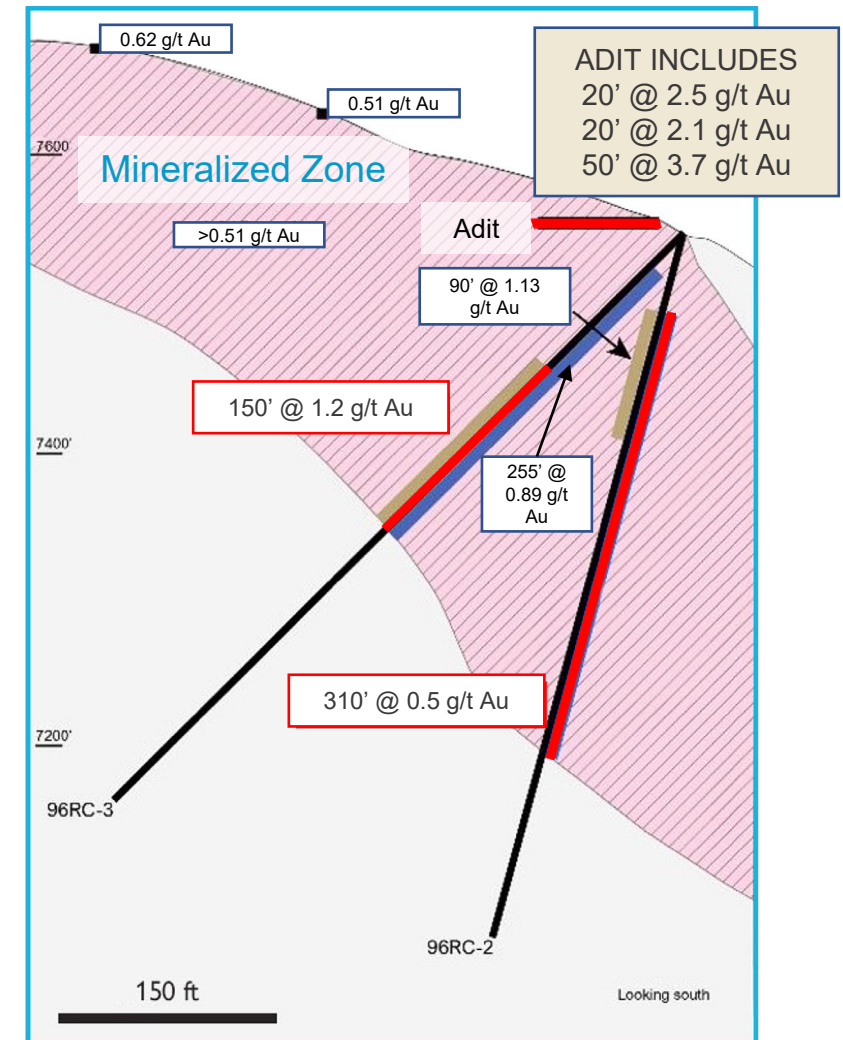 0.62 g/t Au
ADIT INCLUDES
20’ @ 2.5 g/t Au
20’ @ 2.1 g/t Au
50’ @ 3.7 g/t Au
0.51 g/t Au
7600'
Mineralized Zone
>0.51 g/t Au
Adit
90’ @ 1.13
g/t Au
150’ @ 1.2 g/t Au
7400'
255’ @
0.89 g/t
Au
310’ @ 0.5 g/t Au
7200'
96RC-3
96RC-2
150 ft
Looking south